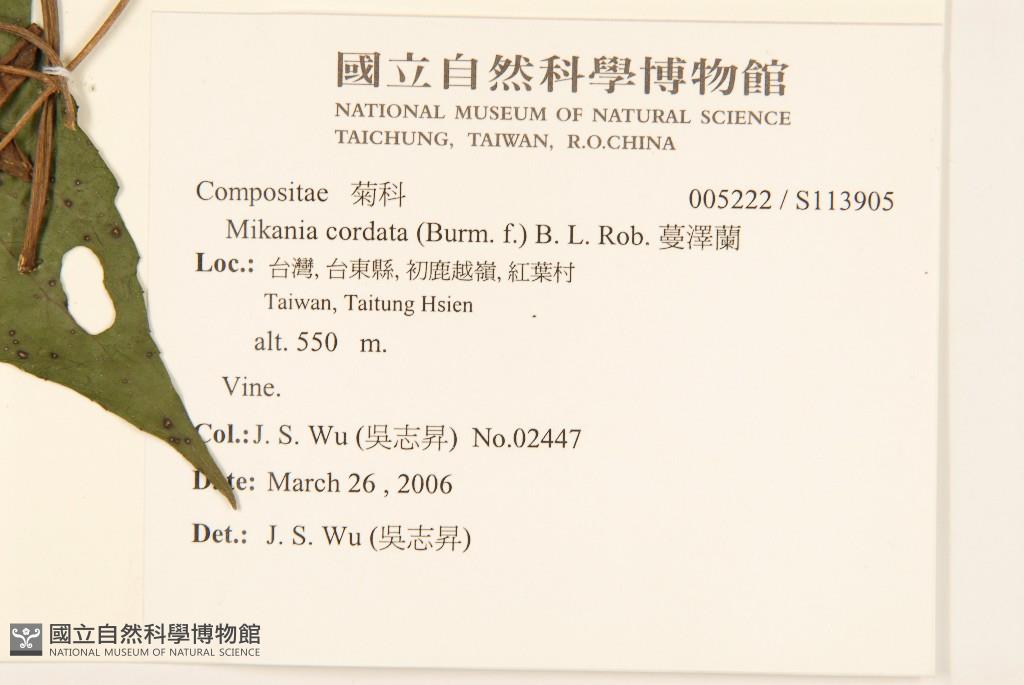 國立自然科學博物館
NATIONAL MUSEUM OF NATURAL SCIENCE
TAICHUNG, TAIWAN, R.O.CHINA
Compositae 菊科 005222 / S113905
Mikania cordata (Burm. f.) B. L. Rob. 蔓澤蘭
Loc.: 台灣, 台東縣, 初鹿越嶺, 紅葉村
Taiwan, Taitung Hsien
alt. 550 m.
Vine.
Col.: J. S. Wu (吳志昇) No.02447
Date: March 26 , 2006
Det.: J. S. Wu (吳志昇)
國立自然科學博物館
NATIONAL MUSEUM OF NATURAL SCIENCE